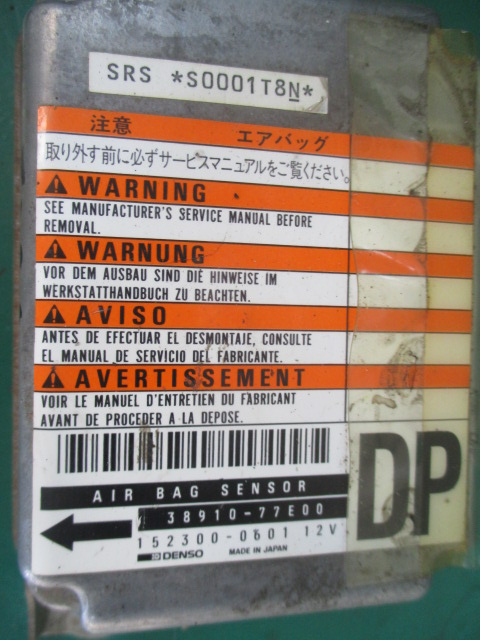 SRS *S0001T8N*
注意 エアバッグ
取り外す前に必ずサービスマニュアルをご覧ください。
WARNING
SEE MANUFACTURER'S SERVICE MANUAL BEFORE
REMOVAL.
WARNUNG
VOR DEM AUSBAU SIND DIE HINWEISE IM
WERKSTATTHANDBUCH ZU BEACHTEN.
AVISO
ANTES DE EFECTUAR EL DESMONTAJE, CONSULTE
EL MANUAL DE SERVICIO DEL FABRICANTE.
AVERTISSEMENT
VOIR LE MANUEL D'ENTRETIEN DU FABRICANT
AVANT DE PROCEDER A LA DEPOSE.
AIR BAG SENSOR
38910-77E00
152300-0601 12V
DENSO MADE IN JAPAN
DP